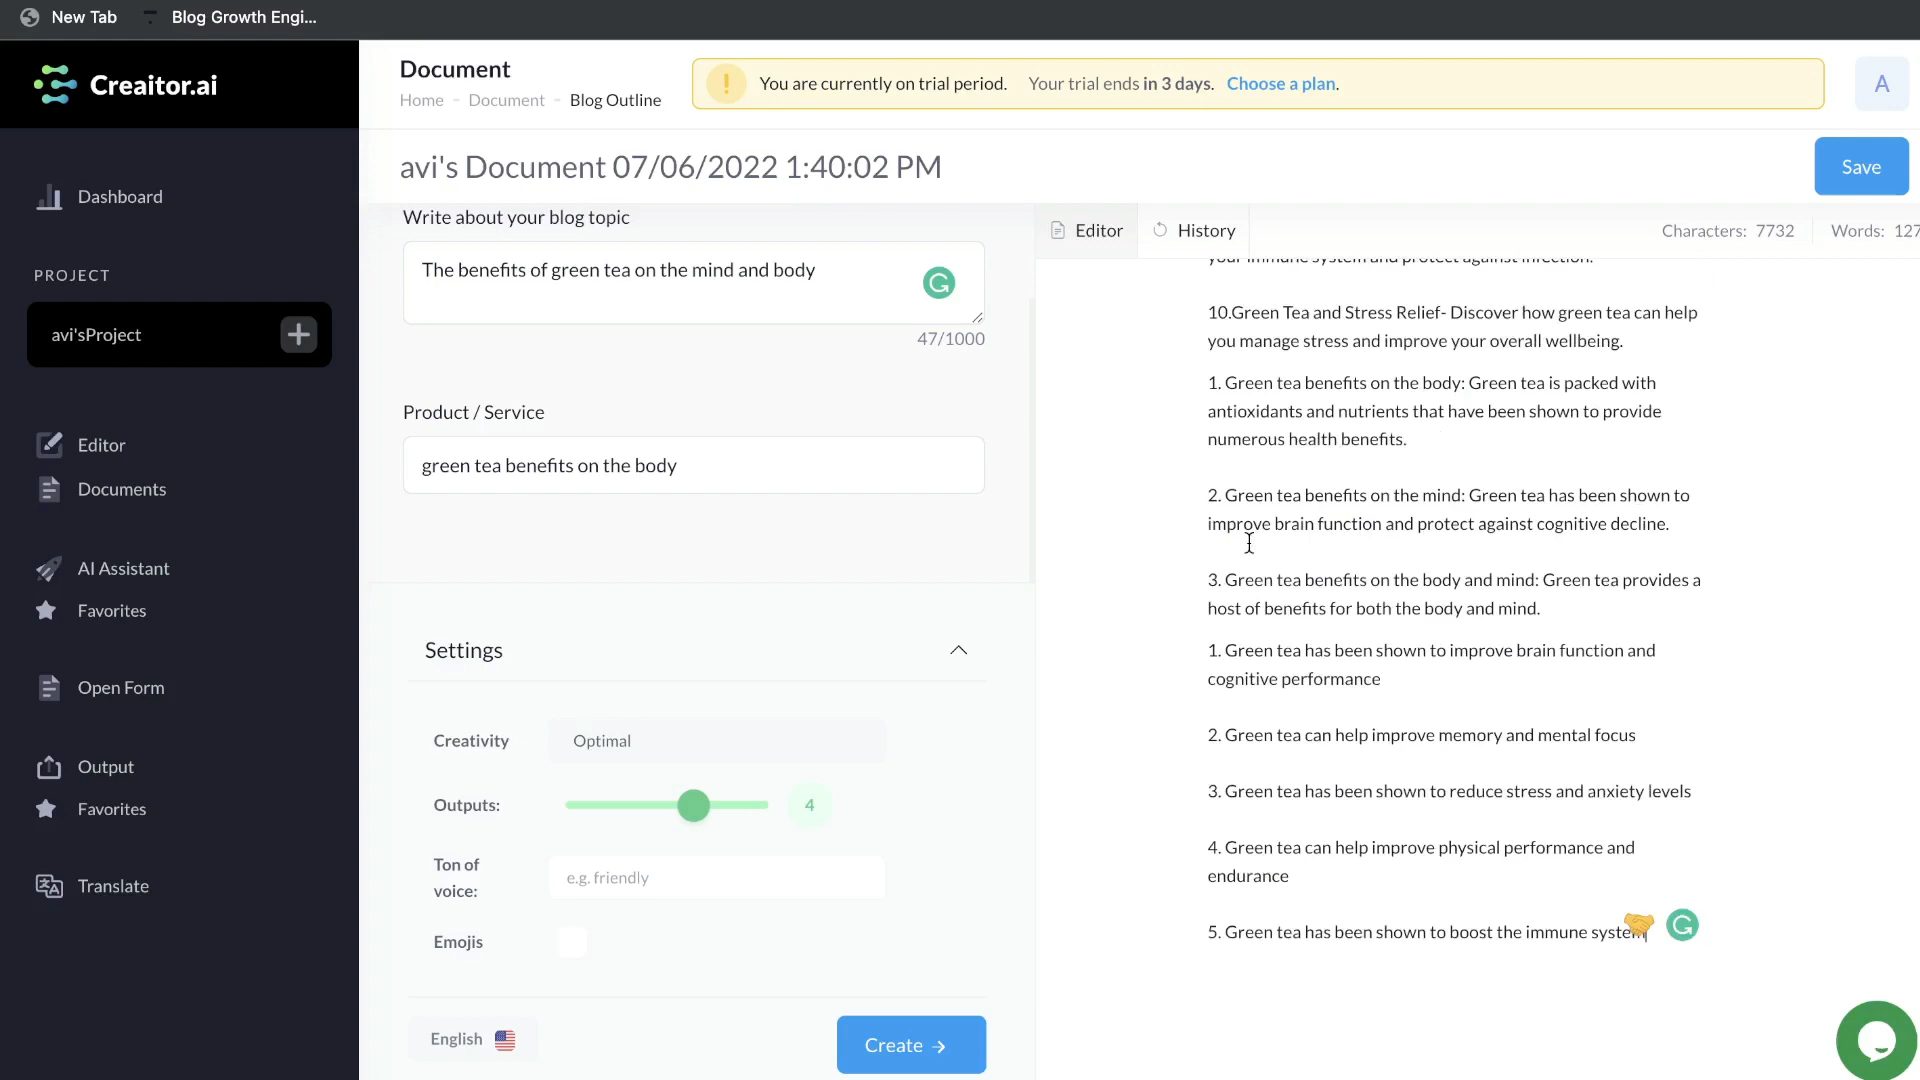 New Tab
Blog Growth Engi...
Creaitor.ai
Document
Home - Document - Blog Outline
You are currently on trial period. Your trial ends in 3 days. Choose a plan.
A
avi's Document 07/06/2022 1:40:02 PM
Save
Dashboard
PROJECT
avi'sProject
Editor
Documents
AI Assistant
Favorites
Open Form
Output
Favorites
Translate
Write about your blog topic
The benefits of green tea on the mind and body
47/1000
Product / Service
green tea benefits on the body
Settings
Creativity
Optimal
Outputs:
4
Ton of
voice:
e.g. friendly
Emojis
English
Create →
Editor
History
Characters: 7732
Words: 127
your immune system and protect against infection.
10.Green Tea and Stress Relief- Discover how green tea can help
you manage stress and improve your overall wellbeing.
1. Green tea benefits on the body: Green tea is packed with
antioxidants and nutrients that have been shown to provide
numerous health benefits.
2. Green tea benefits on the mind: Green tea has been shown to
improve brain function and protect against cognitive decline.
3. Green tea benefits on the body and mind: Green tea provides a
host of benefits for both the body and mind.
1. Green tea has been shown to improve brain function and
cognitive performance
2. Green tea can help improve memory and mental focus
3. Green tea has been shown to reduce stress and anxiety levels
4. Green tea can help improve physical performance and
endurance
5. Green tea has been shown to boost the immune system